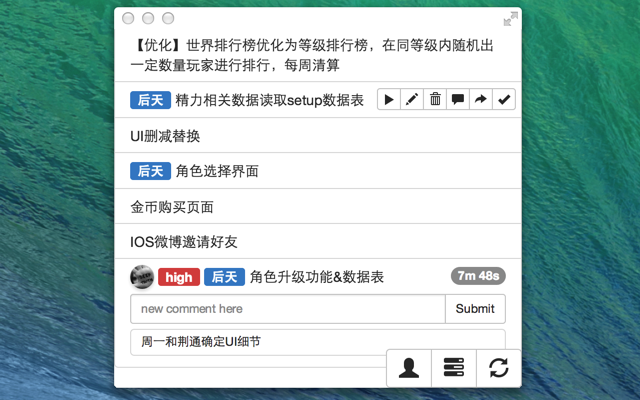 【优化】世界排行榜优化为等级排行榜，在同等级内随机出
一定数量玩家进行排行，每周清算
后天 精力相关数据读取setup数据表
UI删减替换
后天 角色选择界面
金币购买页面
IOS微博邀请好友
high 后天 角色升级功能&数据表 7m 48s
new comment here Submit
周一和荆通确定UI细节